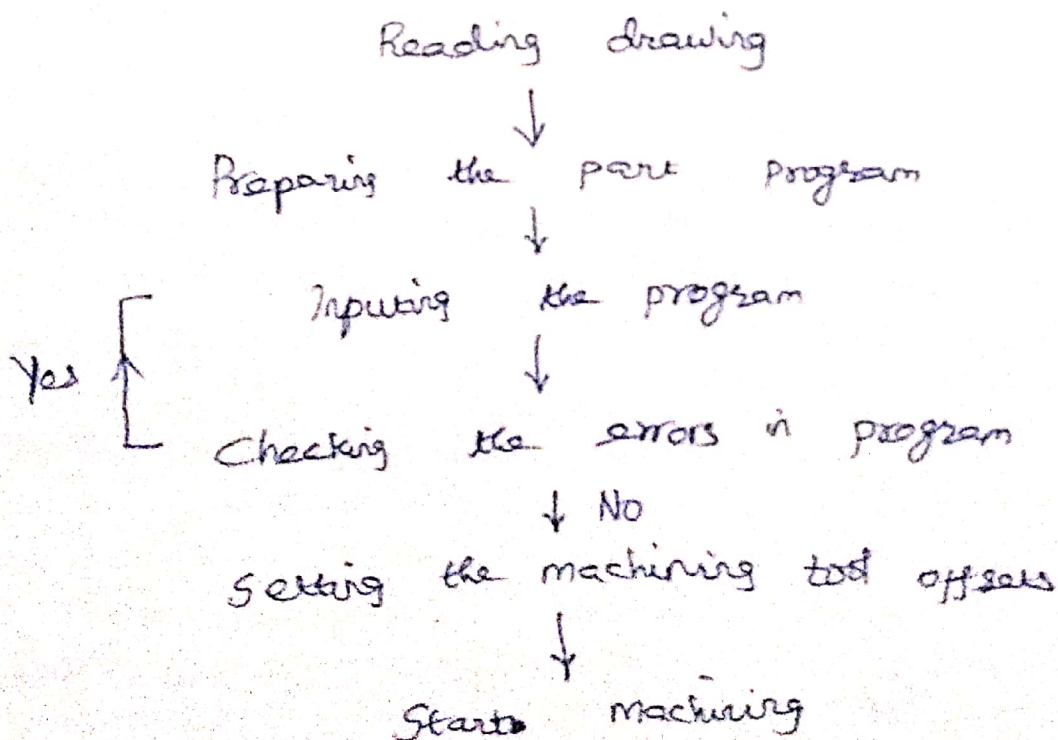 Reading drawing
Preparing the part program
Inputing the program
Yes
Checking the errors in program
No
Setting the machining tool offsets
Start machining